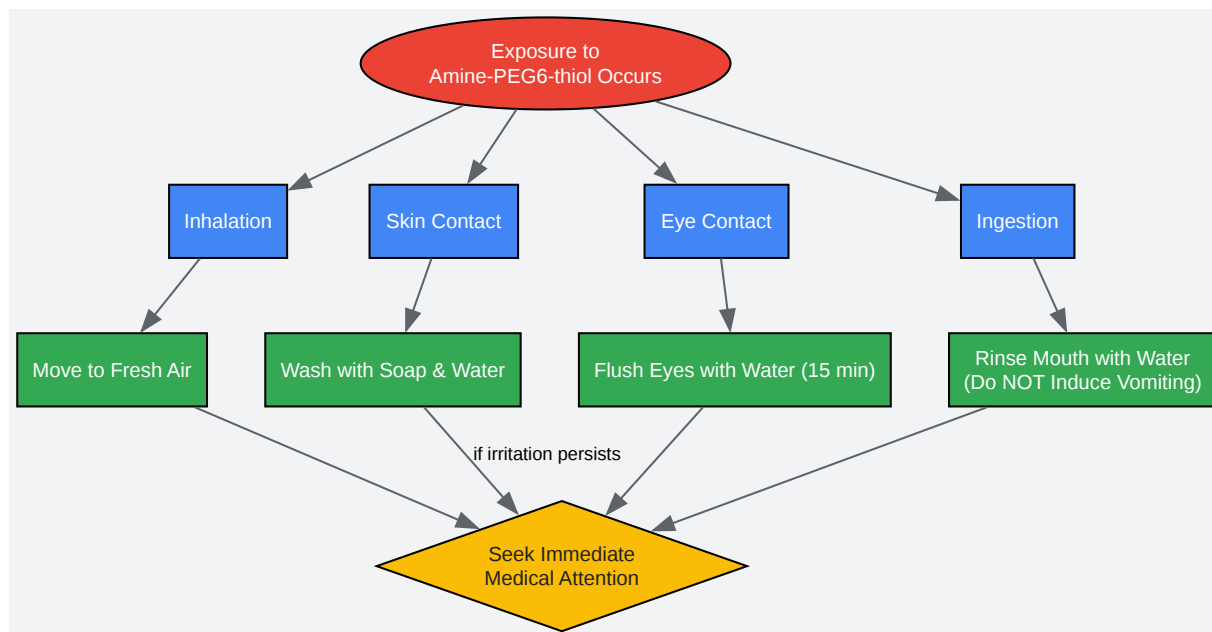 Exposure to
Amine-PEG6-thiol Occurs
Inhalation
Skin Contact
Eye Contact
Ingestion
Move to Fresh Air
Wash with Soap & Water
Flush Eyes with Water (15 min)
Rinse Mouth with Water
(Do NOT Induce Vomiting)
if irritation persists
Seek Immediate
Medical Attention